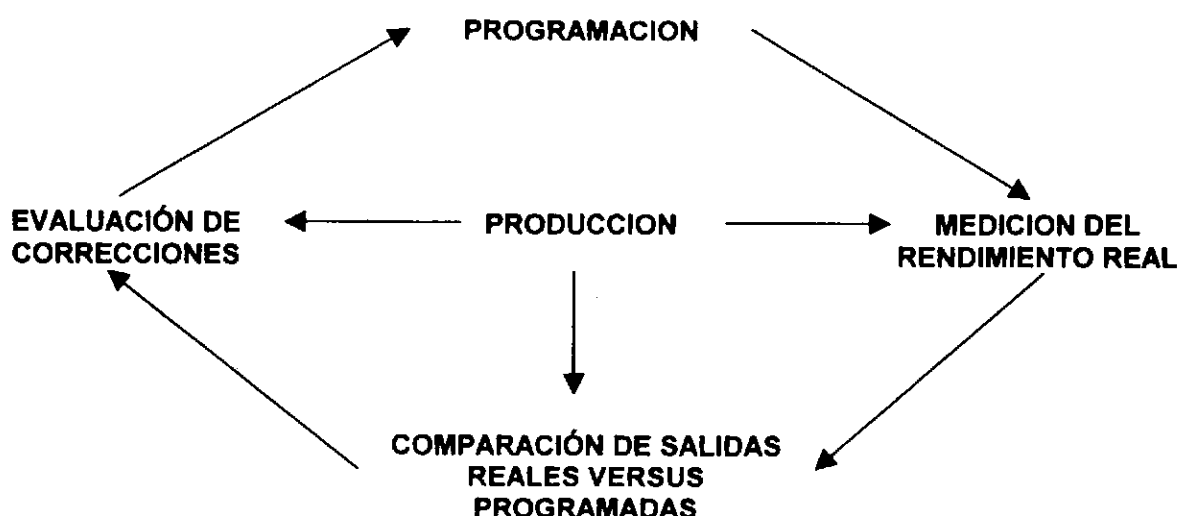 PROGRAMACION
EVALUACIÓN DE
CORRECCIONES
PRODUCCION
MEDICION DEL
RENDIMIENTO REAL
COMPARACIÓN DE SALIDAS
REALES VERSUS
PROGRAMADAS